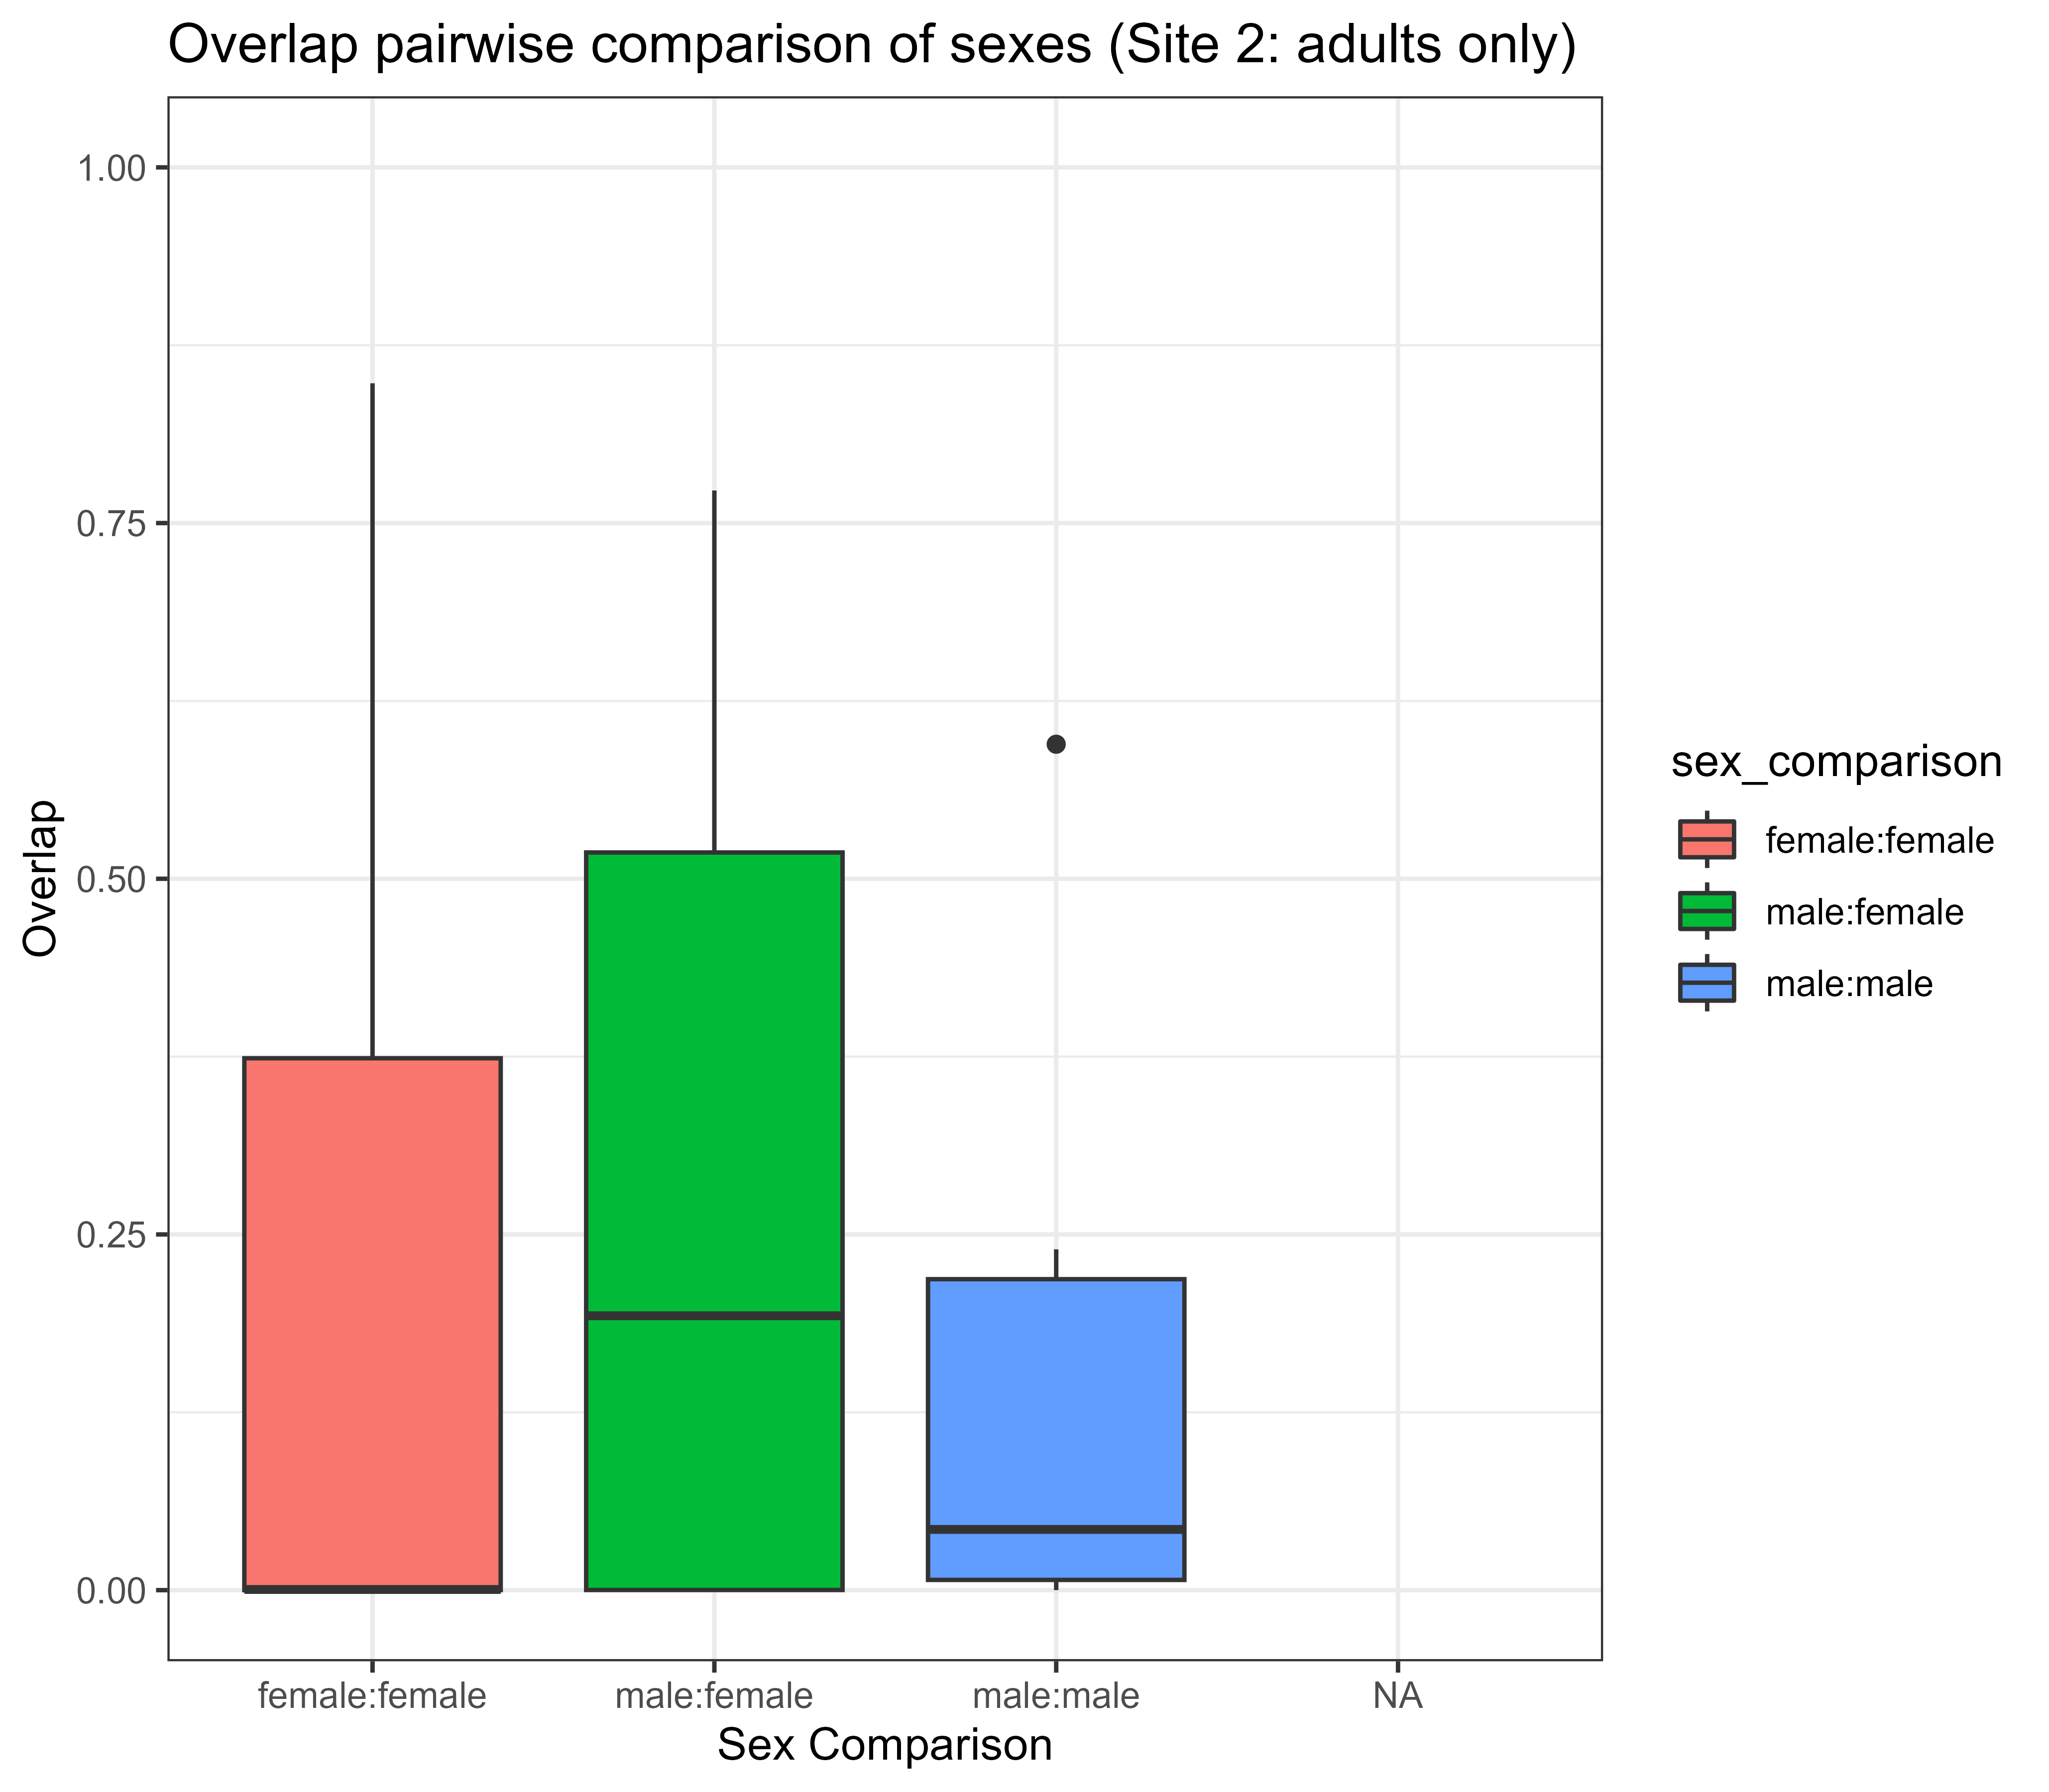 Overlap pairwise comparison of sexes (Site 2: adults only)
1.00
0.75
0.50
0.25
0.00
Overlap
female:female
male:female
male:male
NA
Sex Comparison
sex_comparison
female:female
male:female
male:male